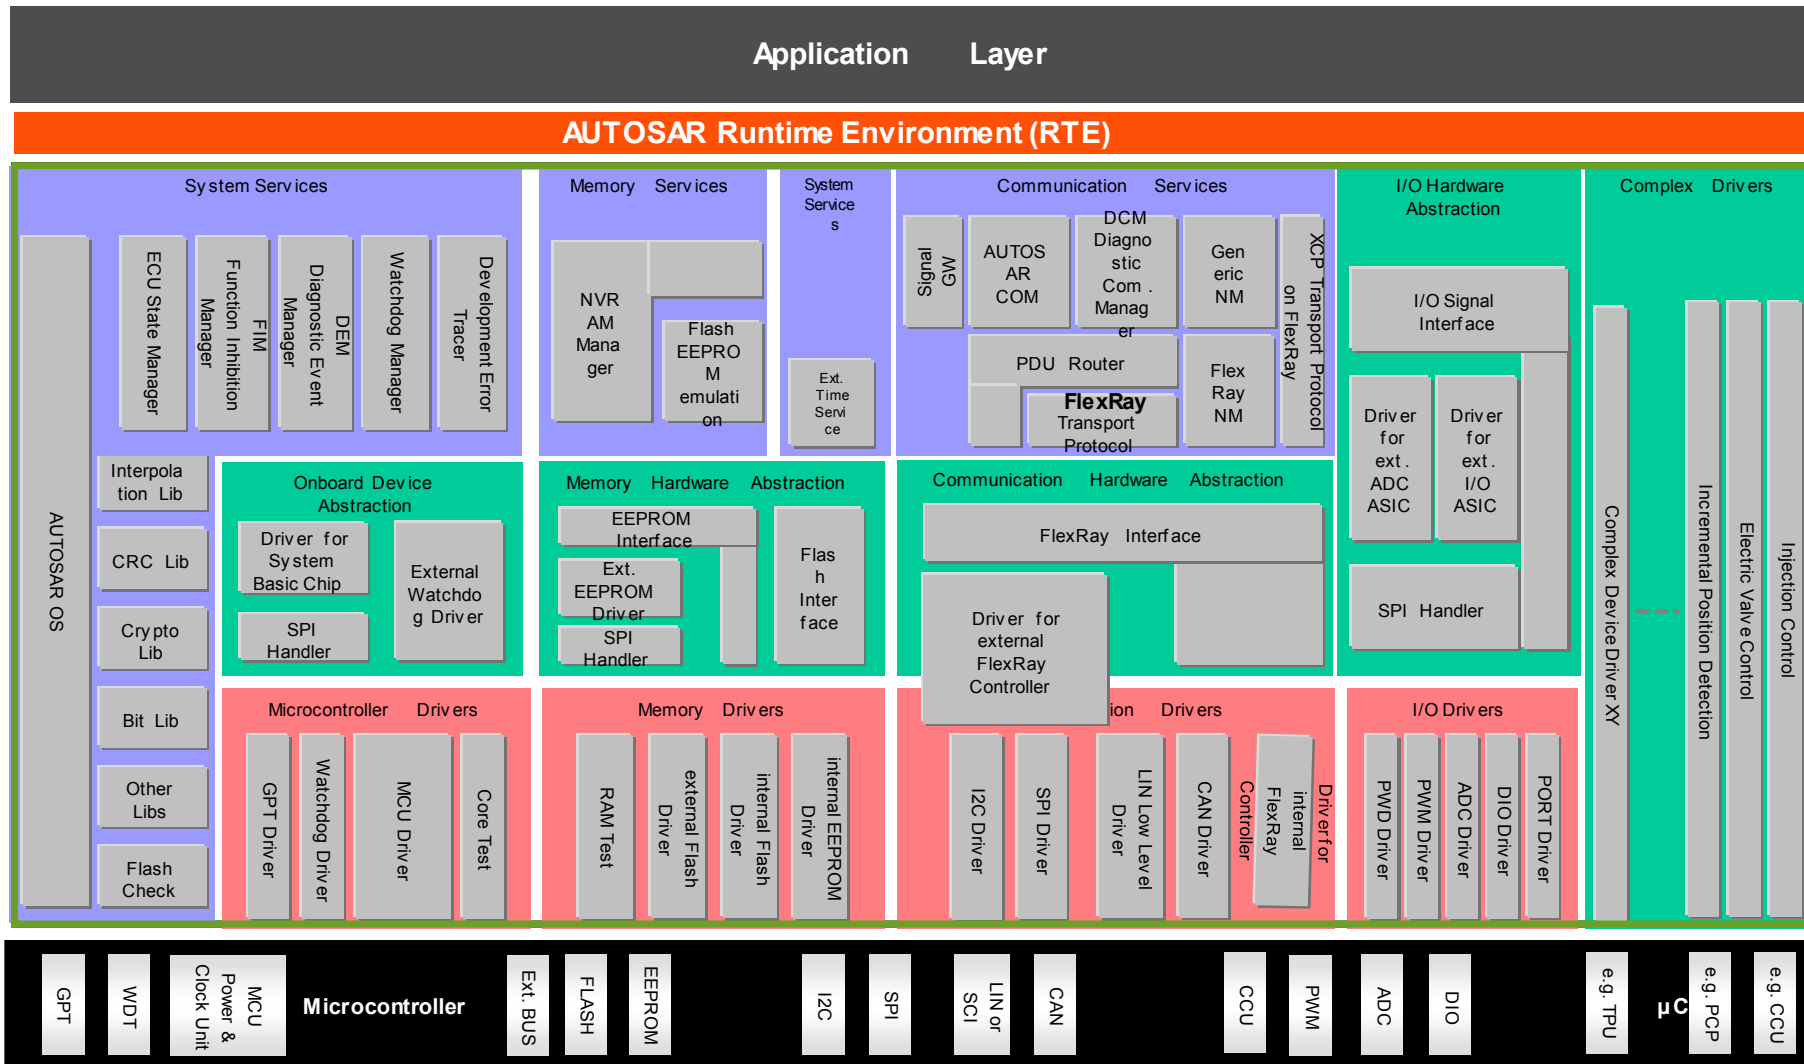 Application Layer
AUTOSAR Runtime Environment (RTE)
System Services
AUTOSAR OS
ECU State Manager
FIM
Function Inhibition
Manager
DEM
Diagnostic Event
Manager
Watchdog Manager
Development Error
Tracer
Interpola
tion Lib
CRC Lib
Crypto
Lib
Bit Lib
Other
Libs
Flash
Check
Memory Services
NVR
AM
Mana
ger
Flash
EEPRO
M
emulati
on
System
Service
s
Ext.
Time
Servi
ce
Communication Services
GW
Signal
AUTOS
AR
COM
DCM
Diagno
stic
Com .
Manag
er
Gen
eric
NM
XCP Transport Protocol
on FlexRay
PDU Router
FlexRay
Transport
Protocol
Flex
Ray
NM
I/O Hardware
Abstraction
I/O Signal
Interface
Driver
for
ext.
ADC
ASIC
Driver
for
ext.
I/O
ASIC
SPI Handler
Complex Drivers
Complex Device Driver XY
Incremental Position Detection
Electric Valve Control
Injection Control
Onboard Device
Abstraction
Driver for
System
Basic Chip
SPI
Handler
External
Watchdo
g Driver
Memory Hardware Abstraction
EEPROM
Interface
Ext.
EEPROM
Driver
SPI
Handler
Flas
h
Inter
face
Communication Hardware Abstraction
FlexRay Interface
Driver for
external
FlexRay
Controller
Microcontroller Drivers
GPT Driver
Watchdog Driver
MCU Driver
Core Test
Memory Drivers
RAM Test
external Flash
Driver
internal Flash
Driver
internal EEPROM
Driver
ion Drivers
I2C Driver
SPI Driver
LIN Low Level
Driver
CAN Driver
Driver for
internal
FlexRay
Controller
I/O Drivers
PWD Driver
PWM Driver
ADC Driver
DIO Driver
PORT Driver
GPT
WDT
MCU
Power &
Clock Unit
Microcontroller
Ext. BUS
FLASH
EEPROM
I2C
SPI
LIN or
SCI
CAN
CCU
PWM
ADC
DIO
e.g. TPU
µC
e.g. PCP
e.g. CCU